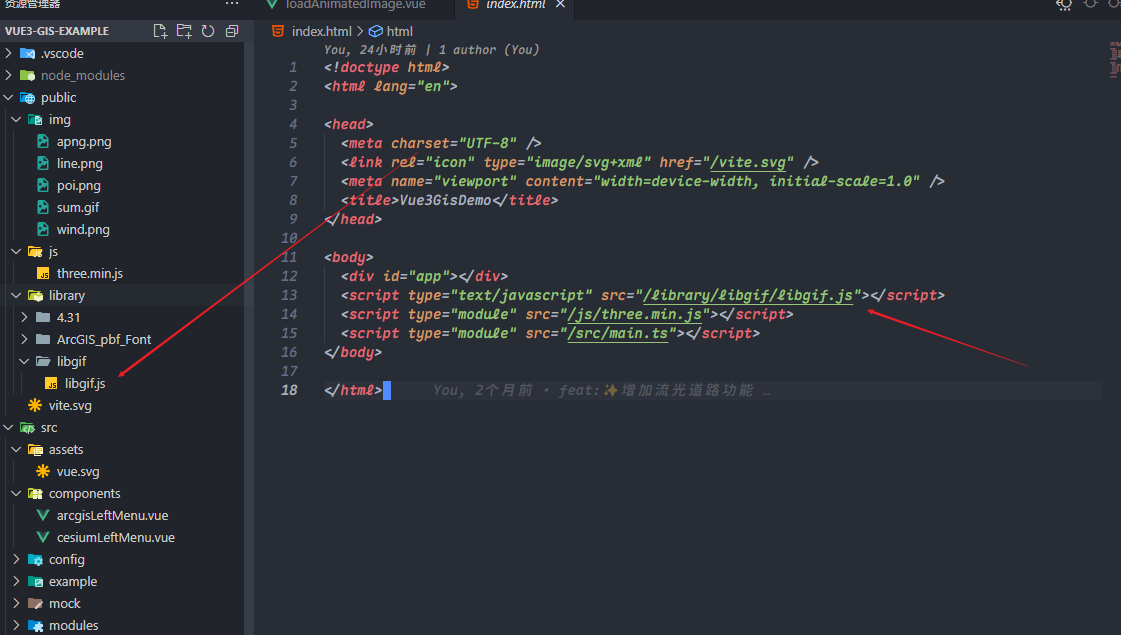 资源管理器
loadAnimatedImage.vue
index.html
VUE3-GIS-EXAMPLE
.vscode
node_modules
public
img
apng.png
line.png
poi.png
sum.gif
wind.png
js
three.min.js
library
4.31
ArcGIS_pbf_Font
libgif
libgif.js
vite.svg
src
assets
vue.svg
components
arcgisLeftMenu.vue
cesiumLeftMenu.vue
config
example
mock
modules
index.html > html
You, 24小时前 | 1 author (You)
1 <!doctype html>
2 <html lang="en">
3
4 <head>
5 <meta charset="UTF-8" />
6 <link rel="icon" type="image/svg+xml" href="/vite.svg" />
7 <meta name="viewport" content="width=device-width, initial-scale=1.0" />
8 <title>Vue3GisDemo</title>
9 </head>
10
11 <body>
12 <div id="app"></div>
13 <script type="text/javascript" src="/library/libgif/libgif.js"></script>
14 <script type="module" src="/js/three.min.js"></script>
15 <script type="module" src="/src/main.ts"></script>
16 </body>
17
18 </html> You, 2个月前 • feat:✨增加流光道路功能 …